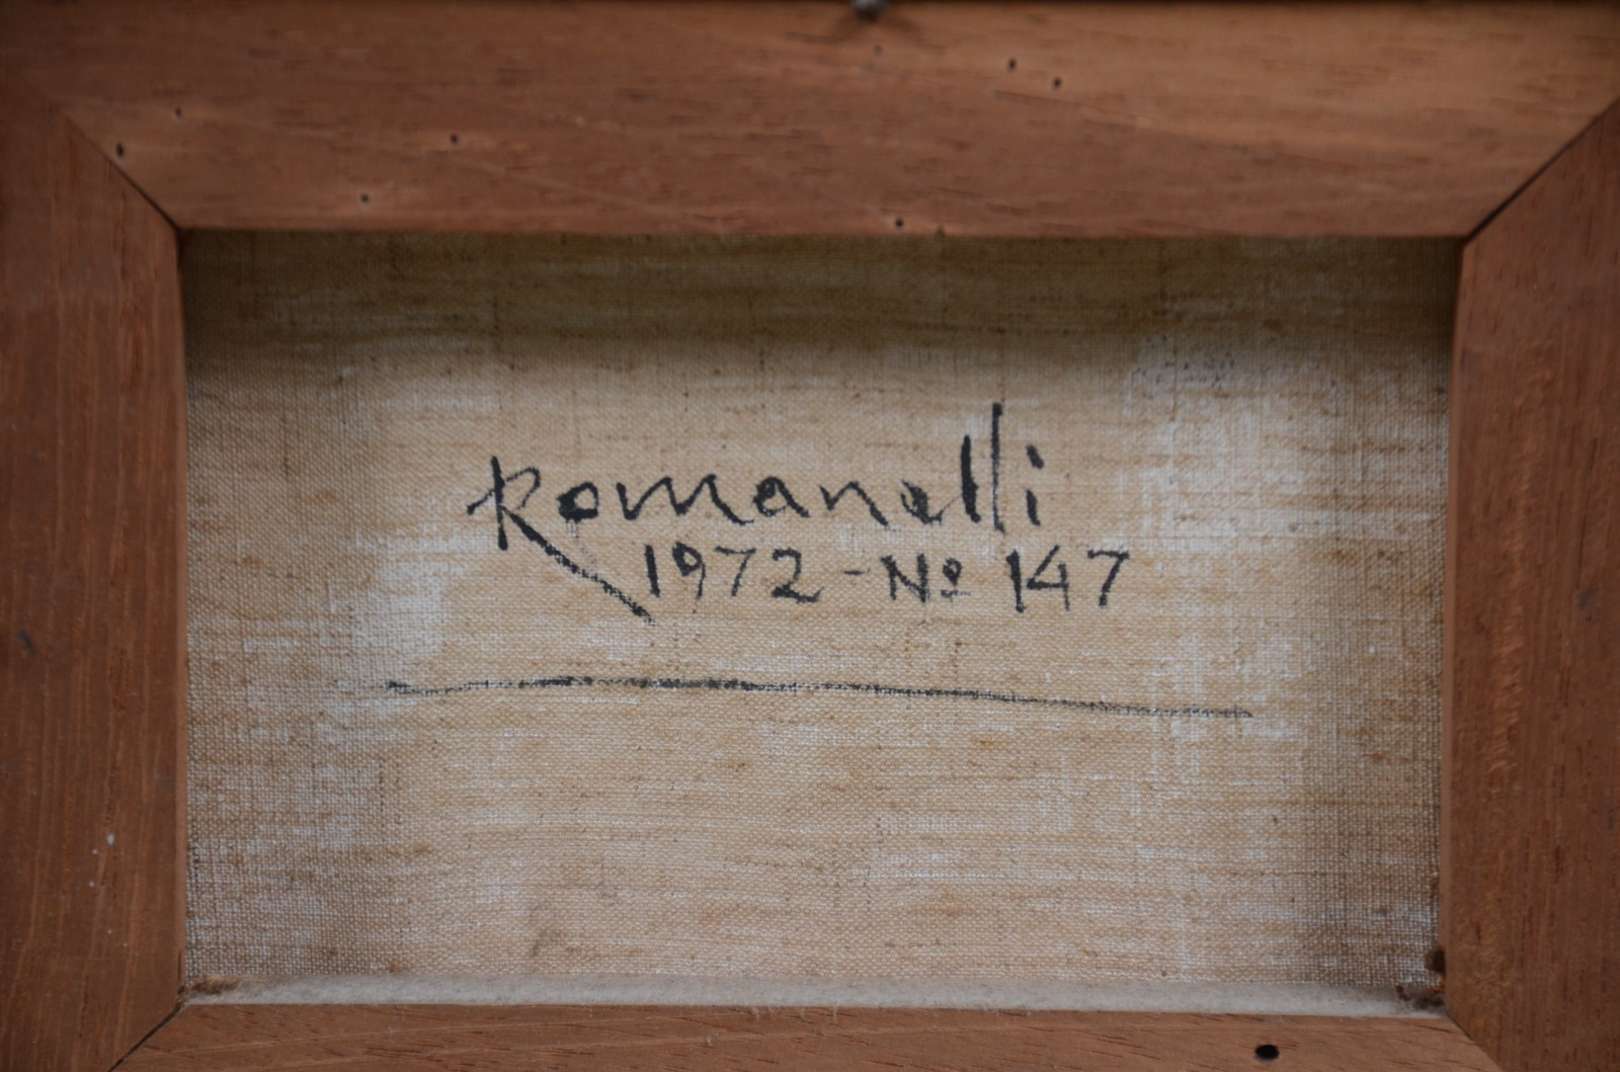 Romanelli
1972 - Nº 147